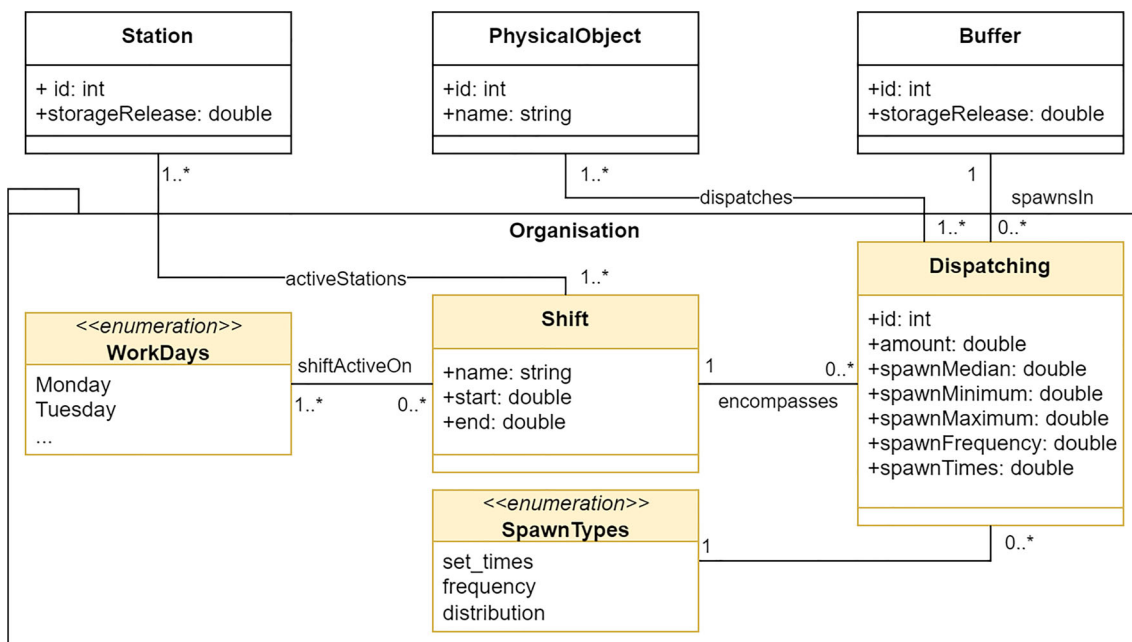 Station
+ id: int
+storageRelease: double
PhysicalObject
+id: int
+name: string
Buffer
+id: int
+storageRelease: double
1..*
1..*
1
dispatches
spawnsIn
Organisation
1..*
0..*
activeStations
1..*
Dispatching
+id: int
+amount: double
+spawnMedian: double
+spawnMinimum: double
+spawnMaximum: double
+spawnFrequency: double
+spawnTimes: double
<<enumeration>>
WorkDays
Monday
Tuesday
...
shiftActiveOn
1..*
0..*
Shift
+name: string
+start: double
+end: double
1
0..*
encompasses
<<enumeration>>
SpawnTypes
set_times
frequency
distribution
1
0..*